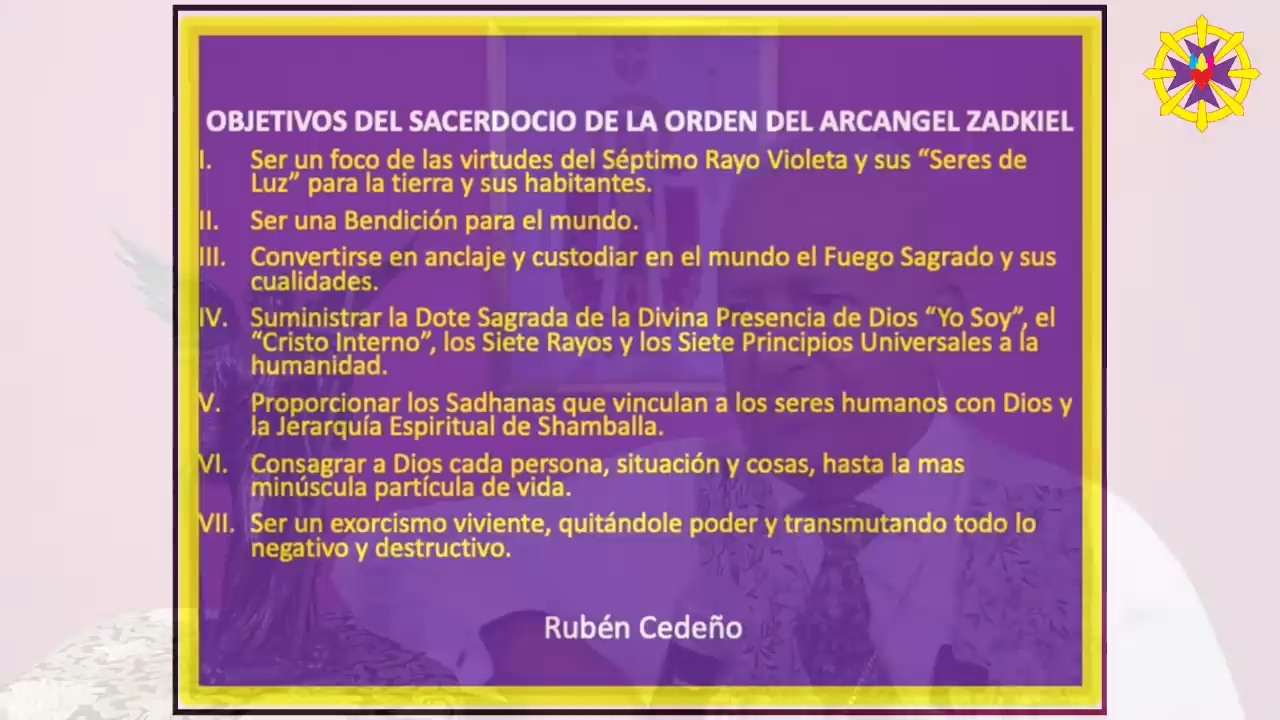 OBJETIVOS DEL SACERDOCIO DE LA ORDEN DEL ARCANGEL ZADKIEL
I. Ser un foco de las virtudes del Séptimo Rayo Violeta y sus “Seres de
Luz” para la tierra y sus habitantes.
II. Ser una Bendición para el mundo.
III. Convertirse en anclaje y custodiar en el mundo el Fuego Sagrado y sus
cualidades.
IV. Suministrar la Dote Sagrada de la Divina Presencia de Dios “Yo Soy”, el
“Cristo Interno”, los Siete Rayos y los Siete Principios Universales a la
humanidad.
V. Proporcionar los Sadhanas que vinculan a los seres humanos con Dios y
la Jerarquía Espiritual de Shamballa.
VI. Consagrar a Dios cada persona, situación y cosas, hasta la mas
minúscula partícula de vida.
VII. Ser un exorcismo viviente, quitándole poder y transmutando todo lo
negativo y destructivo.
Rubén Cedeño